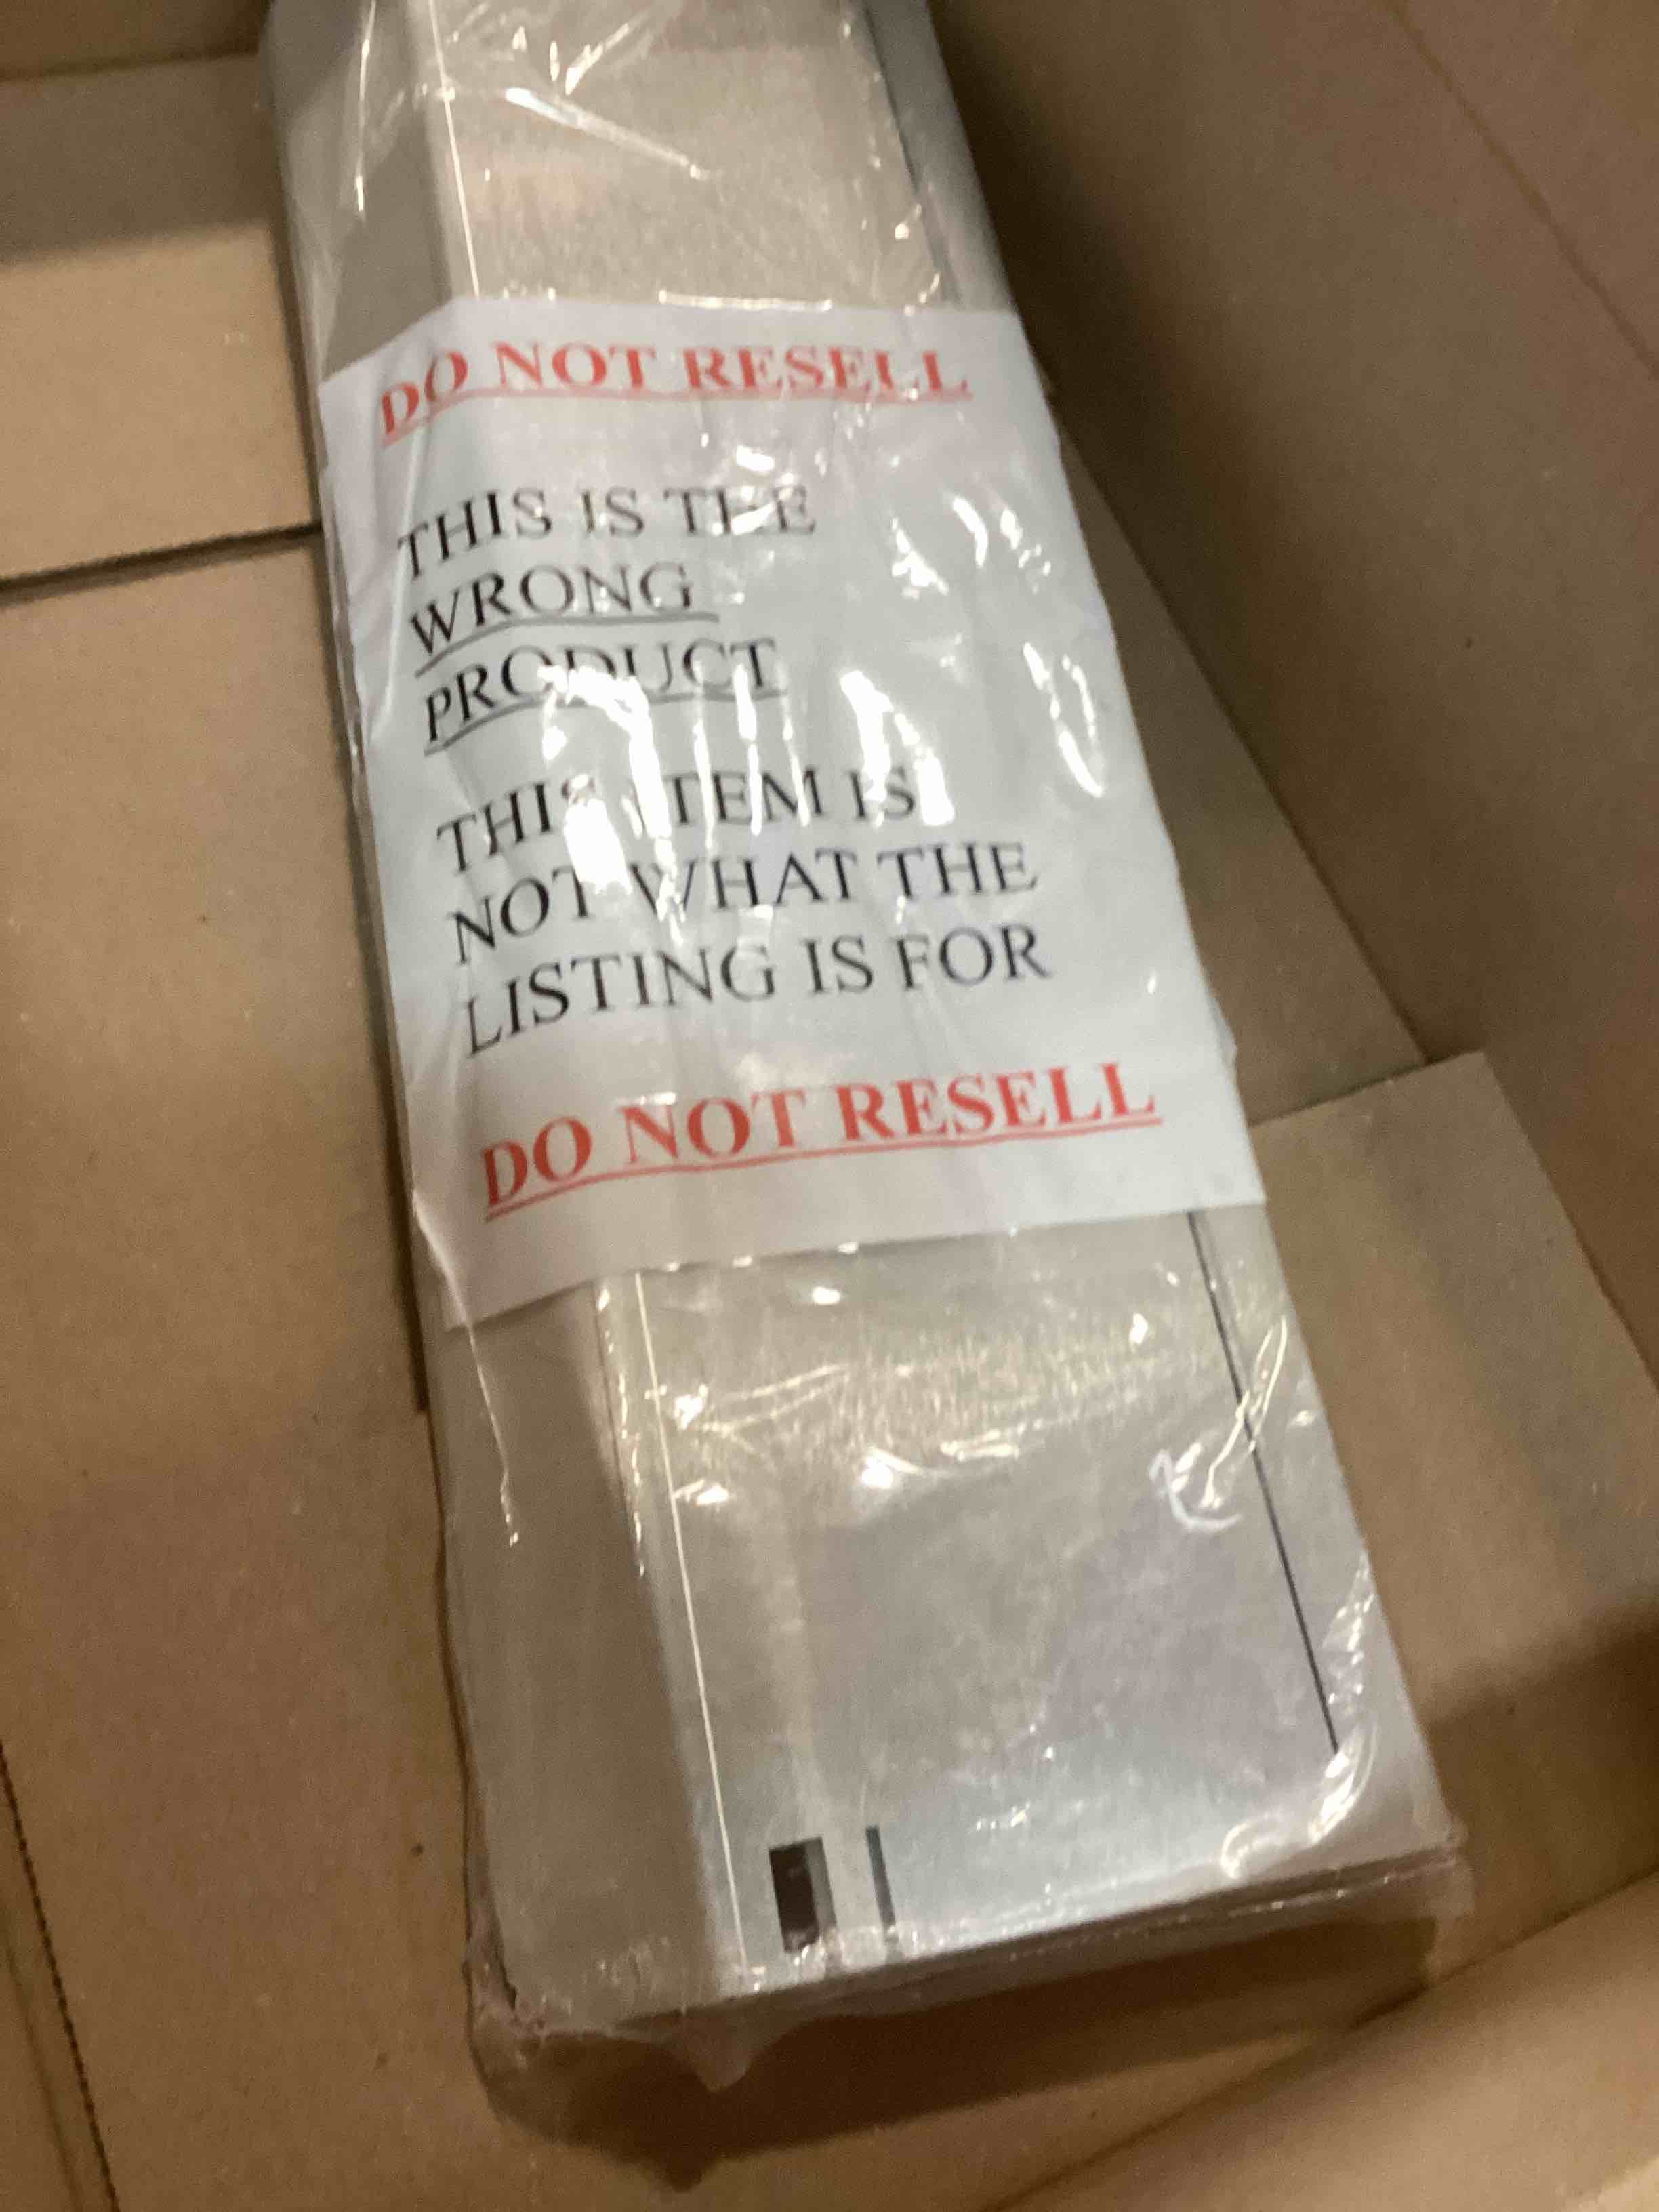 DO NOT RESELL
THIS IS THE
WRONG
PRODUCT
THIS ITEM IS
NOT WHAT THE
LISTING IS FOR
DO NOT RESELL